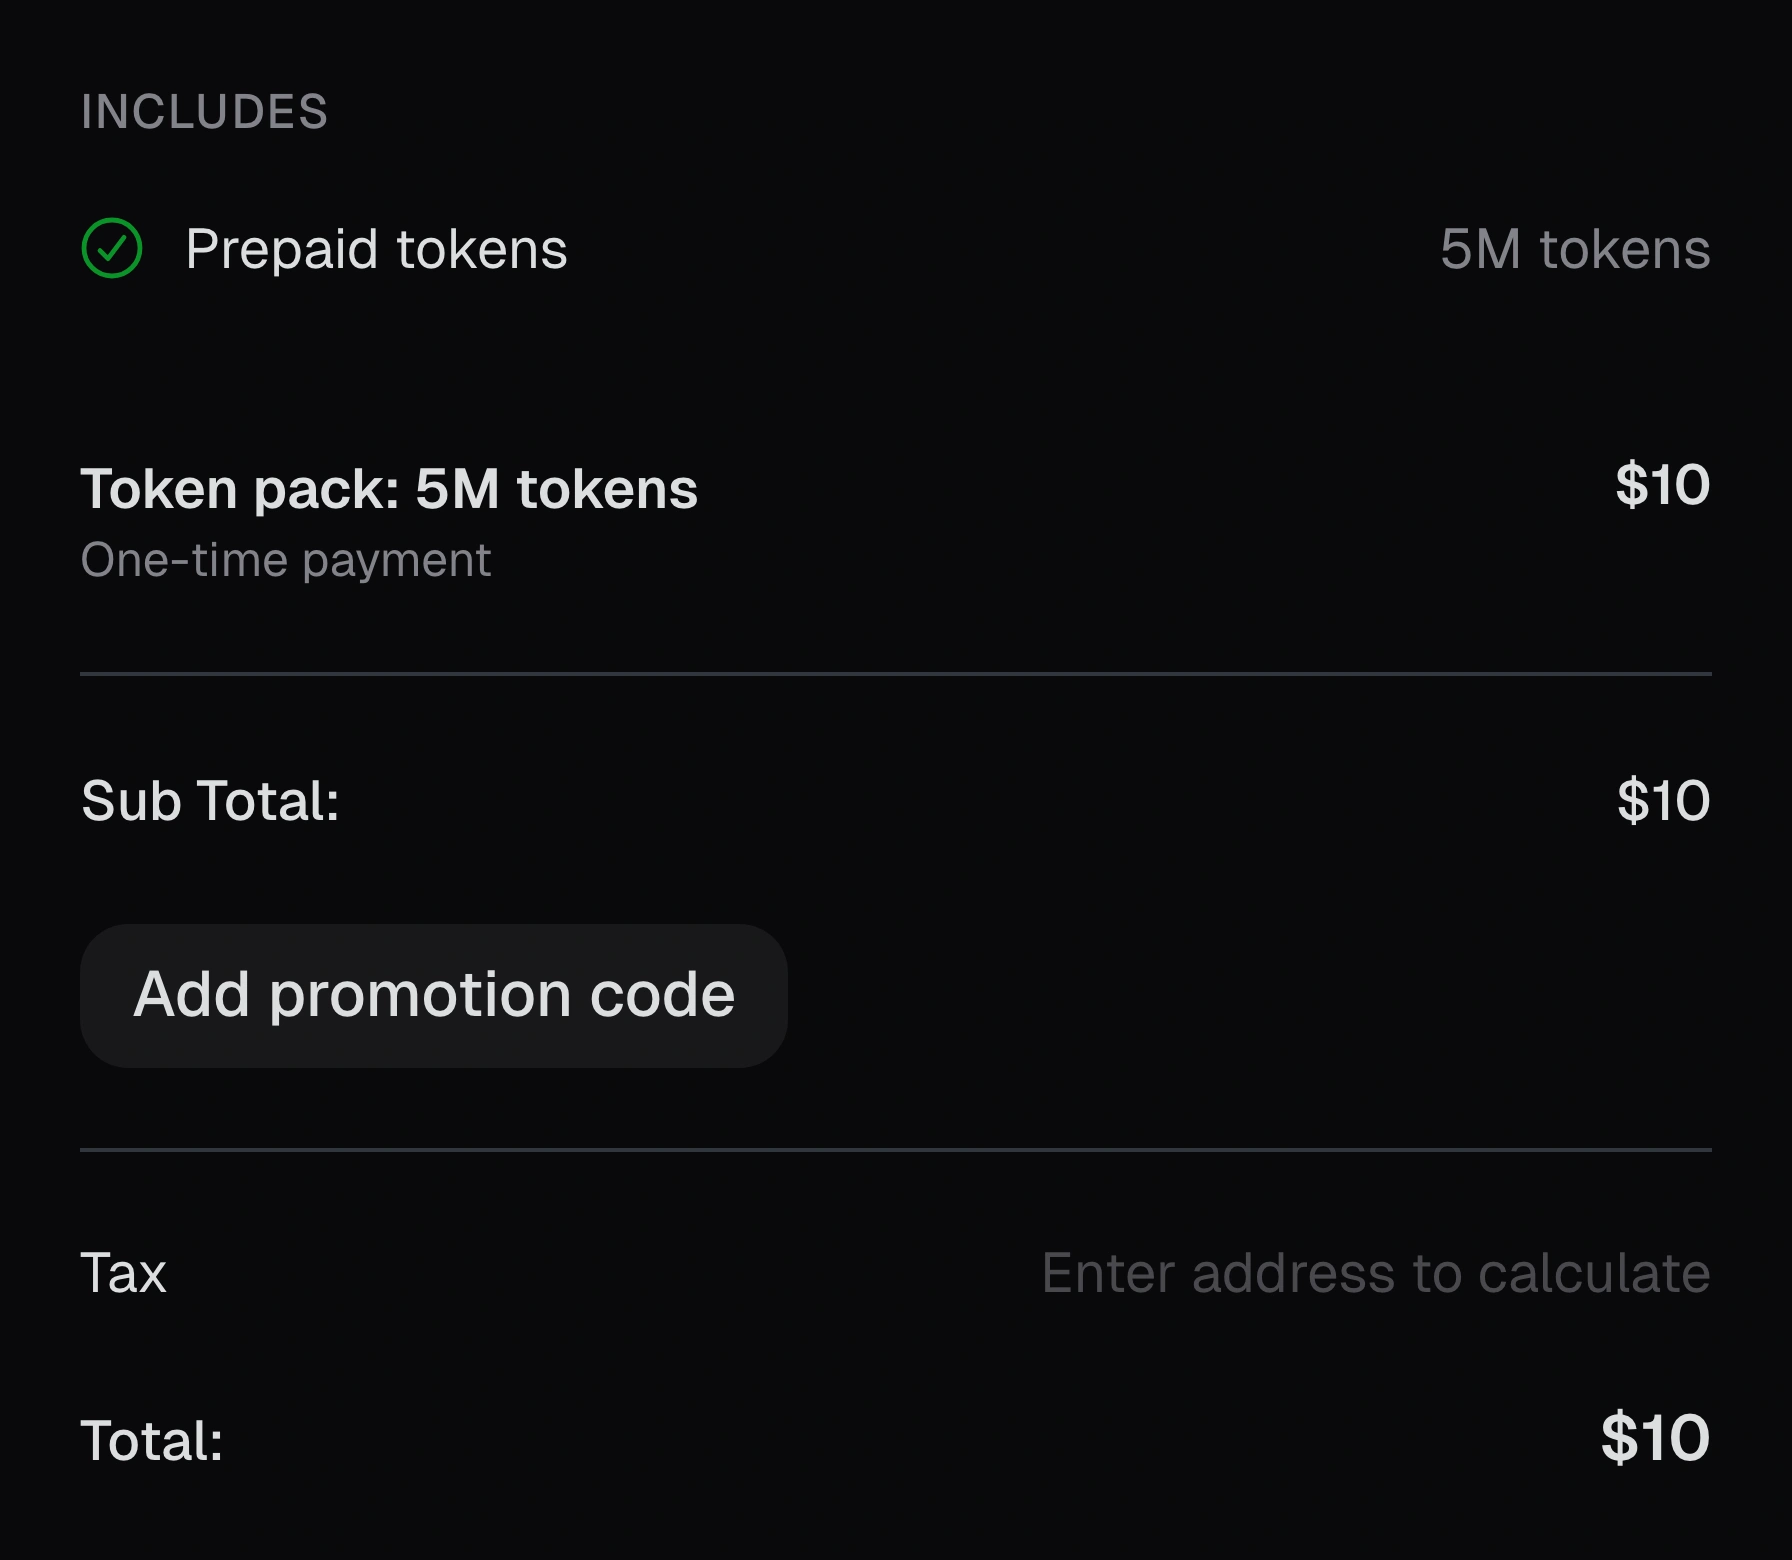 INCLUDES
Prepaid tokens 5M tokens
Token pack: 5M tokens $10
One-time payment
Sub Total: $10
Add promotion code
Tax Enter address to calculate
Total: $10